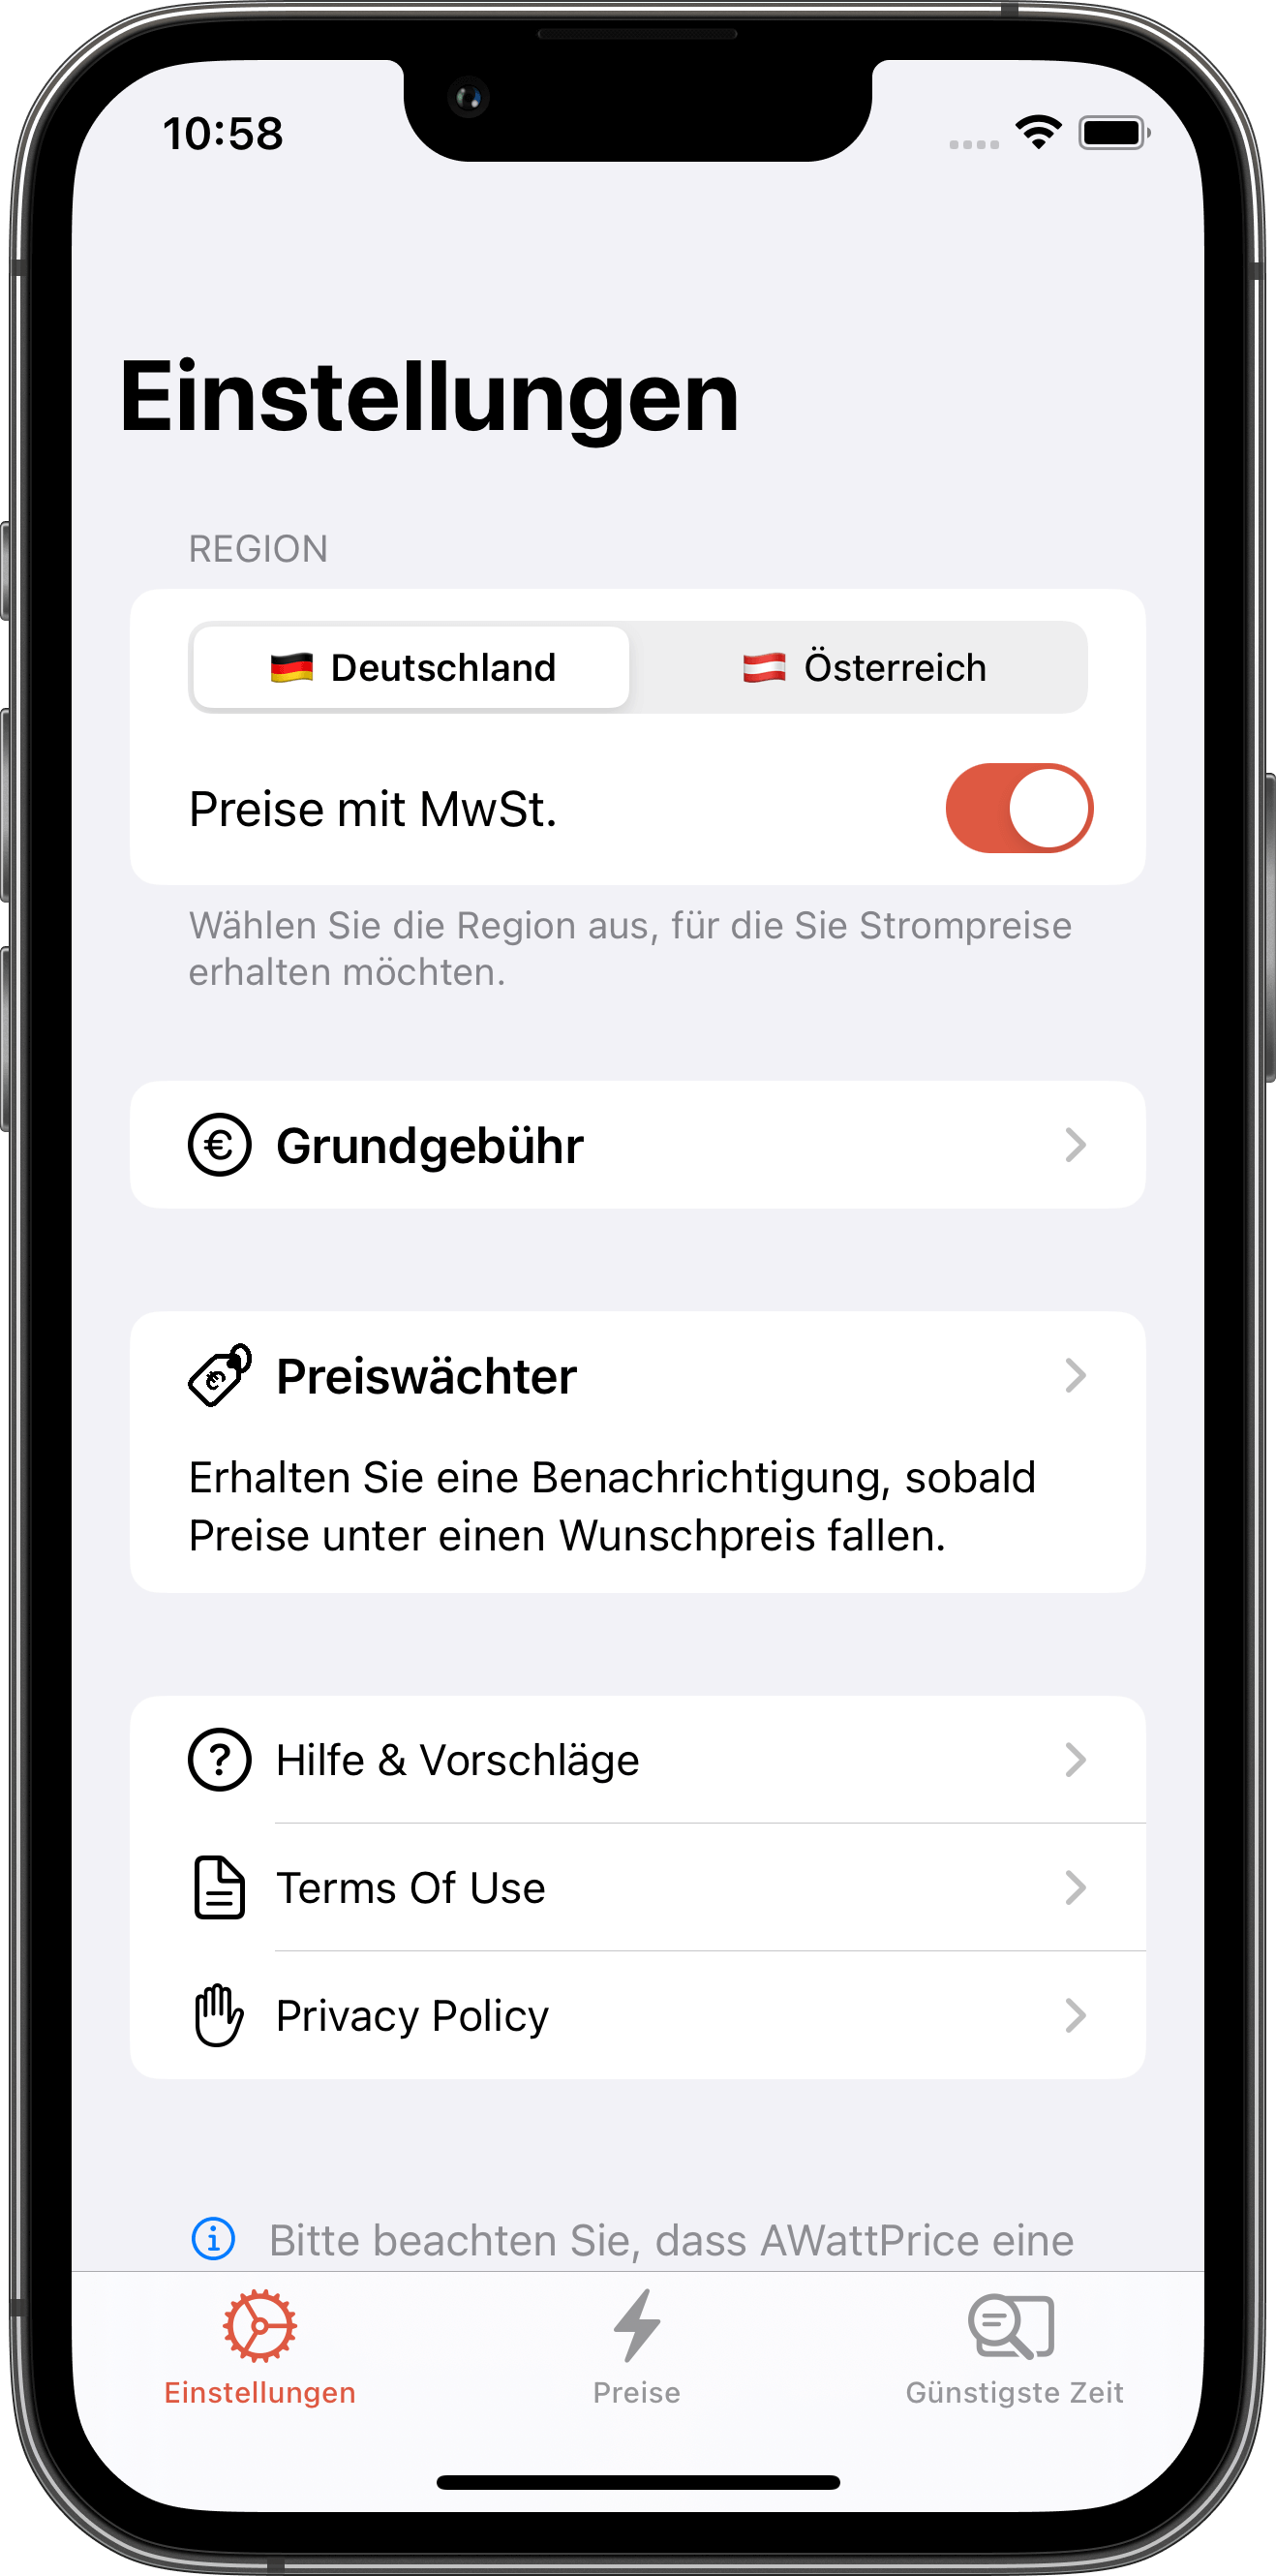 10:58
Einstellungen
REGION
🇩🇪 Deutschland
🇦🇹 Österreich
Preise mit MwSt.
Wählen Sie die Region aus, für die Sie Strompreise
erhalten möchten.
Grundgebühr
Preiswächter
Erhalten Sie eine Benachrichtigung, sobald
Preise unter einen Wunschpreis fallen.
Hilfe & Vorschläge
Terms Of Use
Privacy Policy
Bitte beachten Sie, dass AWattPrice eine
Einstellungen
Preise
Günstigste Zeit